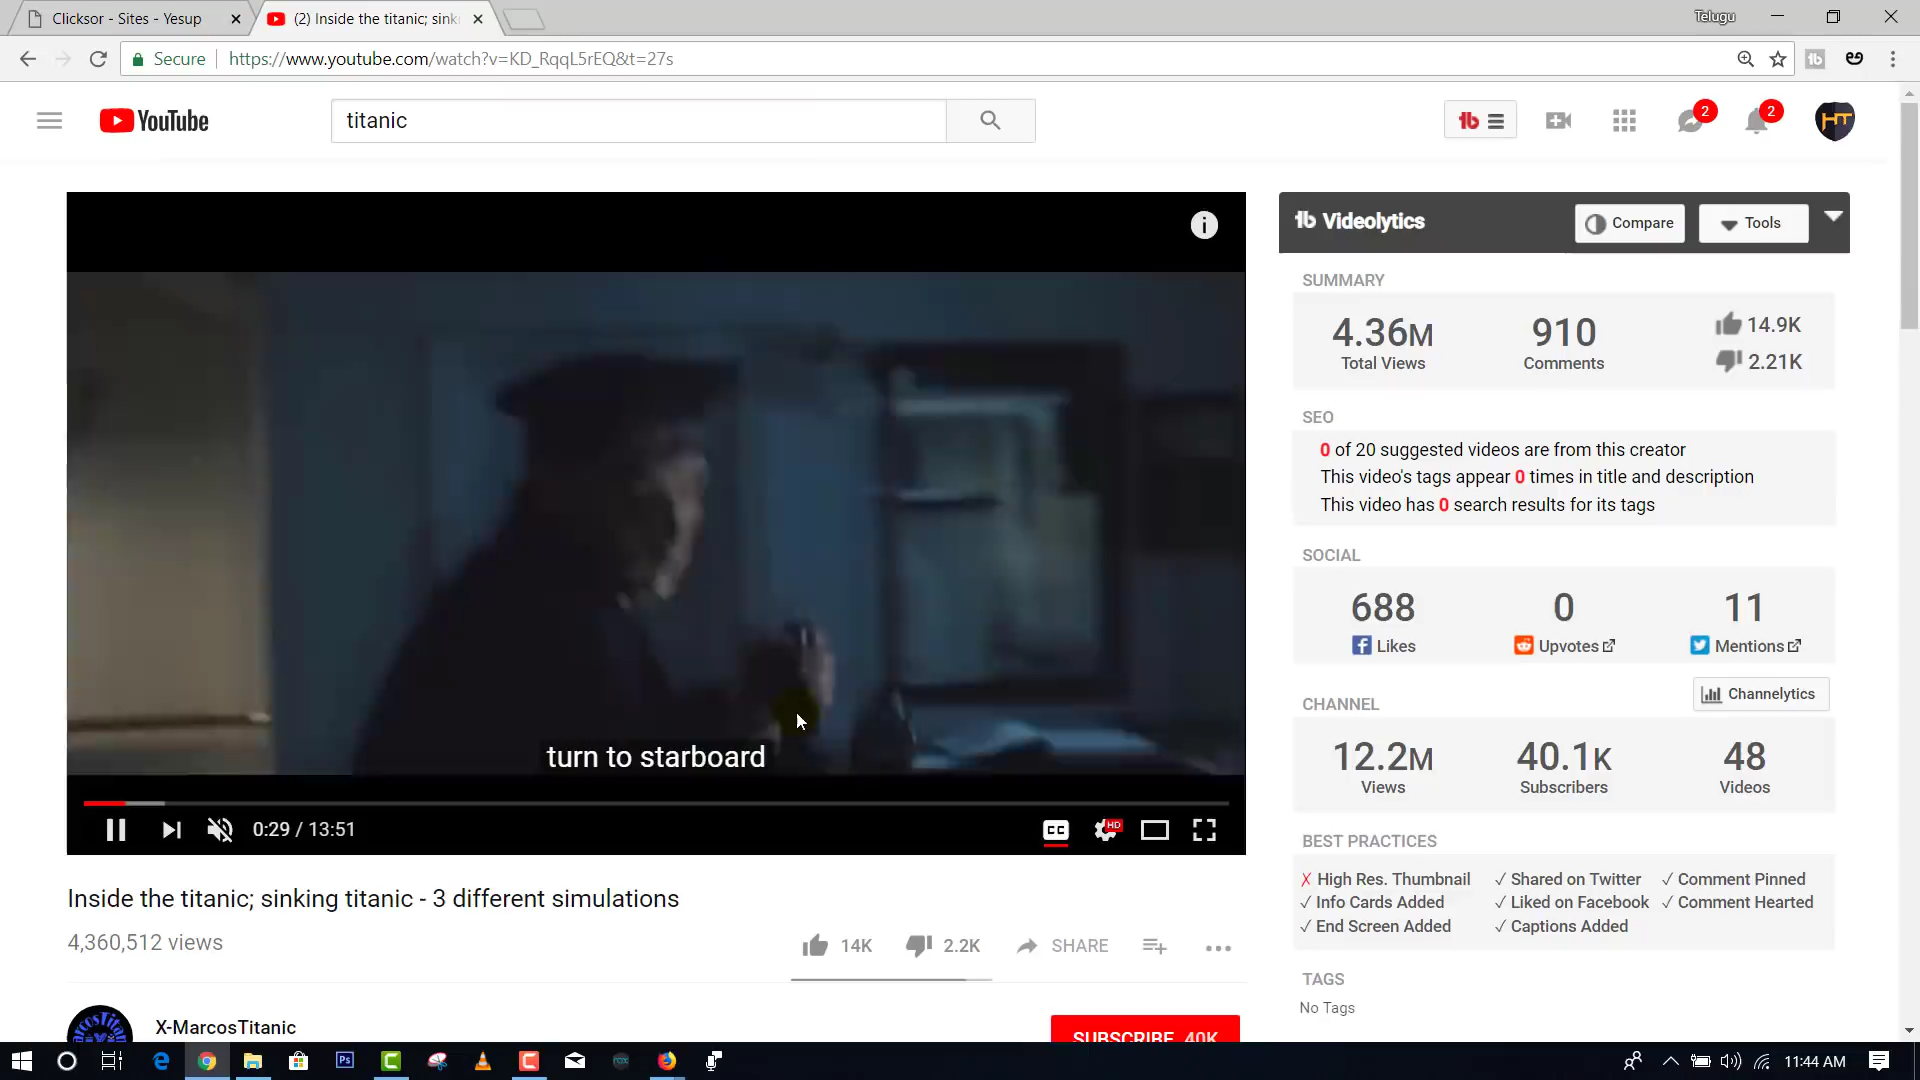 Clicksor - Sites - Yesup
(2) Inside the titanic; sink
Telugu
Secure
https://www.youtube.com/watch?v=KD_RqqL5rEQ&t=27s
YouTube
titanic
2
2
HT
Videolytics
Compare
Tools
SUMMARY
4.36M
Total Views
910
Comments
14.9K
2.21K
SEO
0 of 20 suggested videos are from this creator
This video's tags appear 0 times in title and description
This video has 0 search results for its tags
SOCIAL
688
Likes
0
Upvotes
11
Mentions
CHANNEL
Channelytics
12.2M
Views
40.1K
Subscribers
48
Videos
BEST PRACTICES
X High Res. Thumbnail
✓ Shared on Twitter
✓ Comment Pinned
✓ Info Cards Added
✓ Liked on Facebook
✓ Comment Hearted
✓ End Screen Added
✓ Captions Added
TAGS
No Tags
turn to starboard
0:29 / 13:51
CC
HD
Inside the titanic; sinking titanic - 3 different simulations
4,360,512 views
14K
2.2K
SHARE
X-MarcosTitanic
SUBSCRIBE 40K
11:44 AM